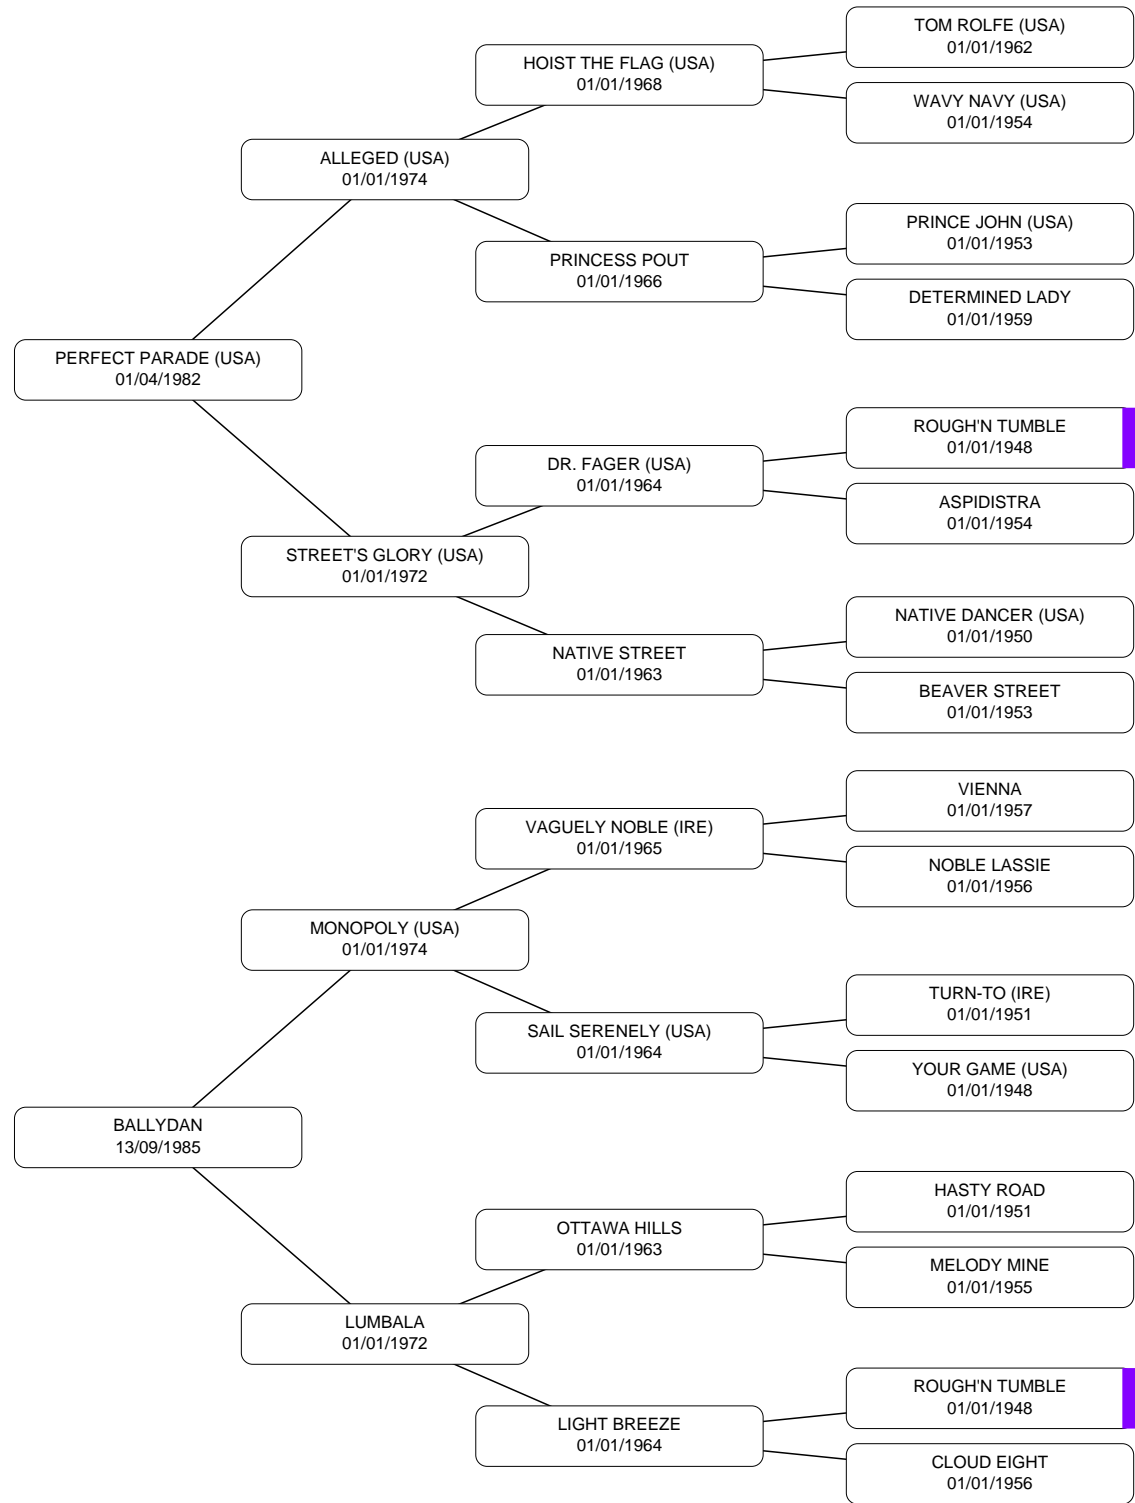 TOM ROLFE (USA)
01/01/1962
HOIST THE FLAG (USA)
01/01/1968
WAVY NAVY (USA)
01/01/1954
ALLEGED (USA)
01/01/1974
PRINCE JOHN (USA)
01/01/1953
PRINCESS POUT
01/01/1966
DETERMINED LADY
01/01/1959
PERFECT PARADE (USA)
01/04/1982
ROUGH'N TUMBLE
01/01/1948
DR. FAGER (USA)
01/01/1964
ASPIDISTRA
01/01/1954
STREET'S GLORY (USA)
01/01/1972
NATIVE DANCER (USA)
01/01/1950
NATIVE STREET
01/01/1963
BEAVER STREET
01/01/1953
VIENNA
01/01/1957
VAGUELY NOBLE (IRE)
01/01/1965
NOBLE LASSIE
01/01/1956
MONOPOLY (USA)
01/01/1974
TURN-TO (IRE)
01/01/1951
SAIL SERENELY (USA)
01/01/1964
YOUR GAME (USA)
01/01/1948
BALLYDAN
13/09/1985
HASTY ROAD
01/01/1951
OTTAWA HILLS
01/01/1963
MELODY MINE
01/01/1955
LUMBALA
01/01/1972
ROUGH'N TUMBLE
01/01/1948
LIGHT BREEZE
01/01/1964
CLOUD EIGHT
01/01/1956